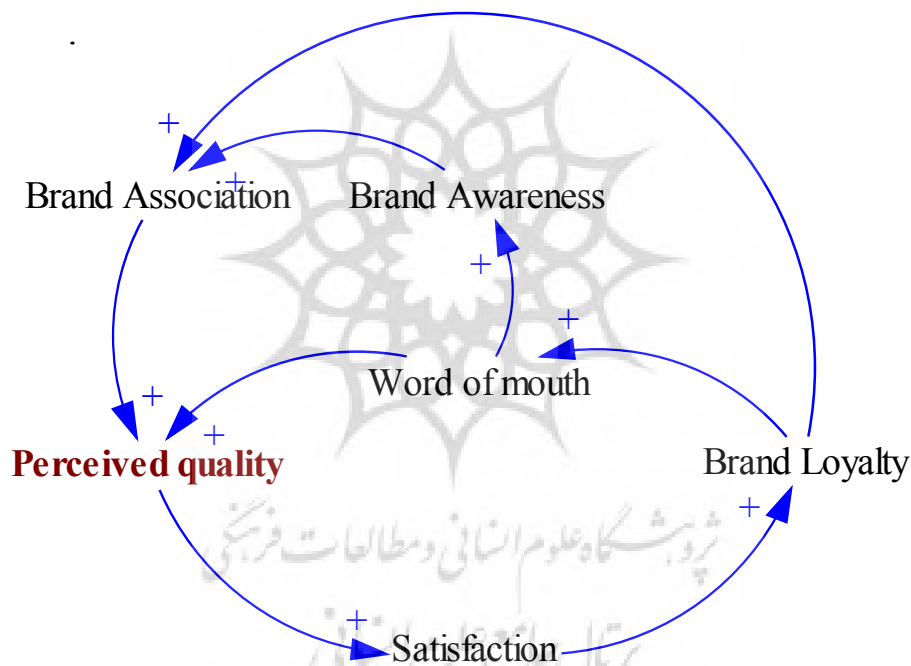 .
+
+
Brand Association
Brand Awareness
+
+
Word of mouth
+
+
Perceived quality
Brand Loyalty
+
پژوهشگاه علوم انسانی و مطالعات فرهنگی
+
Satisfaction